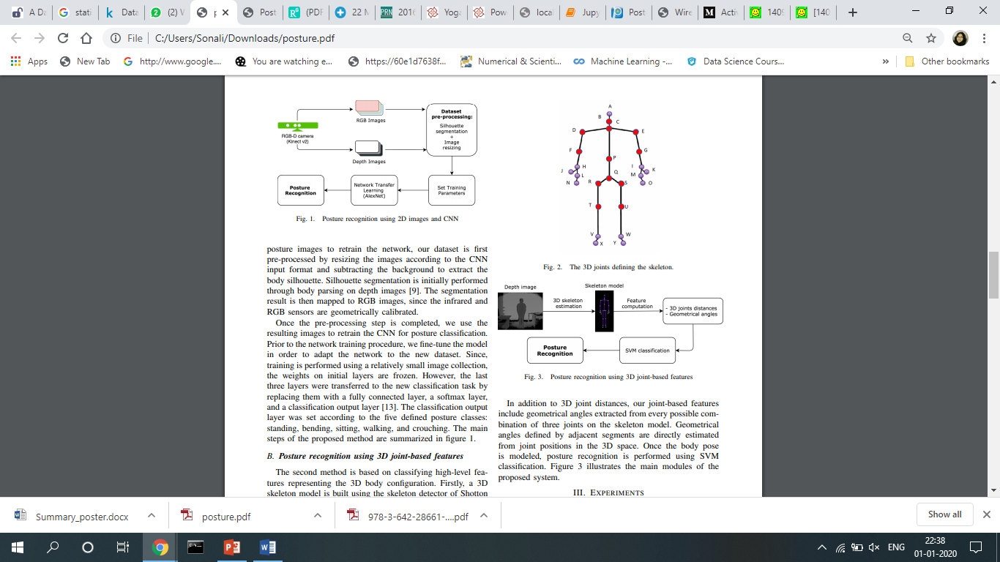 A Da
stati
Data
(2) V
p
Post
(PDF
22 M
2016
Yoga
Pow
local
Jupy
Post
Wire
Activ
1409
[140
File
C:/Users/Sonali/Downloads/posture.pdf
Apps
New Tab
http://www.google....
You are watching e...
https://60e1d7638f...
Numerical & Scienti...
Machine Learning -...
Data Science Cours...
»
Other bookmarks
RGB-D camera
(Kinect v2)
RGB Images
Depth Images
Dataset
pre-processing:
Silhouette
segmentation
+
Image
resizing
Posture
Recognition
Network Transfer
Learning
(AlexNet)
Set Training
Parameters
Fig. 1. Posture recognition using 2D images and CNN
posture images to retrain the network, our dataset is first
pre-processed by resizing the images according to the CNN
input format and subtracting the background to extract the
body silhouette. Silhouette segmentation is initially performed
through body parsing on depth images [9]. The segmentation
result is then mapped to RGB images, since the infrared and
RGB sensors are geometrically calibrated.
Once the pre-processing step is completed, we use the
resulting images to retrain the CNN for posture classification.
Prior to the network training procedure, we fine-tune the model
in order to adapt the network to the new dataset. Since,
training is performed using a relatively small image collection,
the weights on initial layers are frozen. However, the last
three layers were transferred to the new classification task by
replacing them with a fully connected layer, a softmax layer,
and a classification output layer [13]. The classification output
layer was set according to the five defined posture classes:
standing, bending, sitting, walking, and crouching. The main
steps of the proposed method are summarized in figure 1.
B. Posture recognition using 3D joint-based features
The second method is based on classifying high-level fea-
tures representing the 3D body configuration. Firstly, a 3D
skeleton model is built using the skeleton detector of Shotton
A
B
C
D
E
F
G
P
H
I
J
K
L
M
N
O
Q
R
S
T
U
V
W
X
Y
Fig. 2. The 3D joints defining the skeleton.
Depth image
Skeleton model
3D skeleton
estimation
Feature
computation
- 3D joints distances
- Geometrical angles
Posture
Recognition
SVM classification
Fig. 3. Posture recognition using 3D joint-based features
In addition to 3D joint distances, our joint-based features
include geometrical angles extracted from every possible com-
bination of three joints on the skeleton model. Geometrical
angles defined by adjacent segments are directly estimated
from joint positions in the 3D space. Once the body pose
is modeled, posture recognition is performed using SVM
classification. Figure 3 illustrates the main modules of the
proposed system.
III. EXPERIMENTS
Summary_poster.docx
posture.pdf
978-3-642-28661-....pdf
Show all
ENG
22:38
01-01-2020